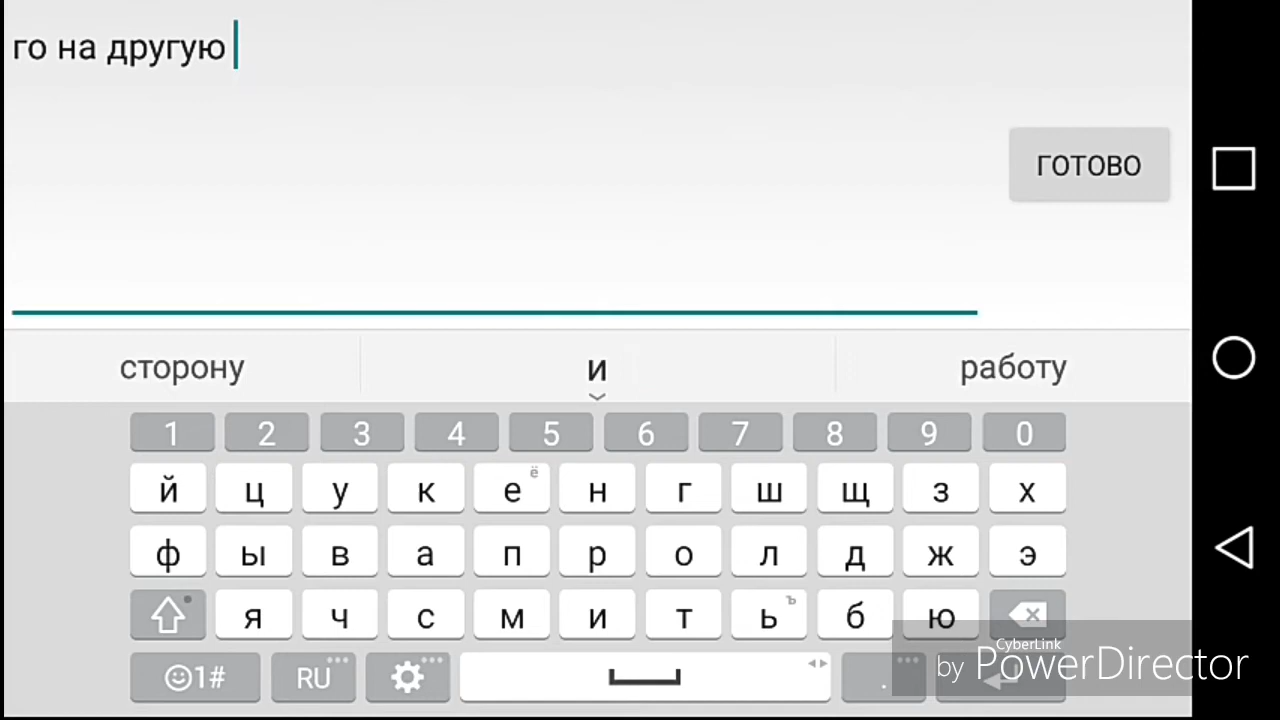 го на другую
ГОТОВО
сторону и работу
1 2 3 4 5 6 7 8 9 0
й ц у к е ё н г ш щ з х
ф ы в а п р о л д ж э
я ч с м и т ь ъ б ю
1# RU .
CyberLink
by PowerDirector